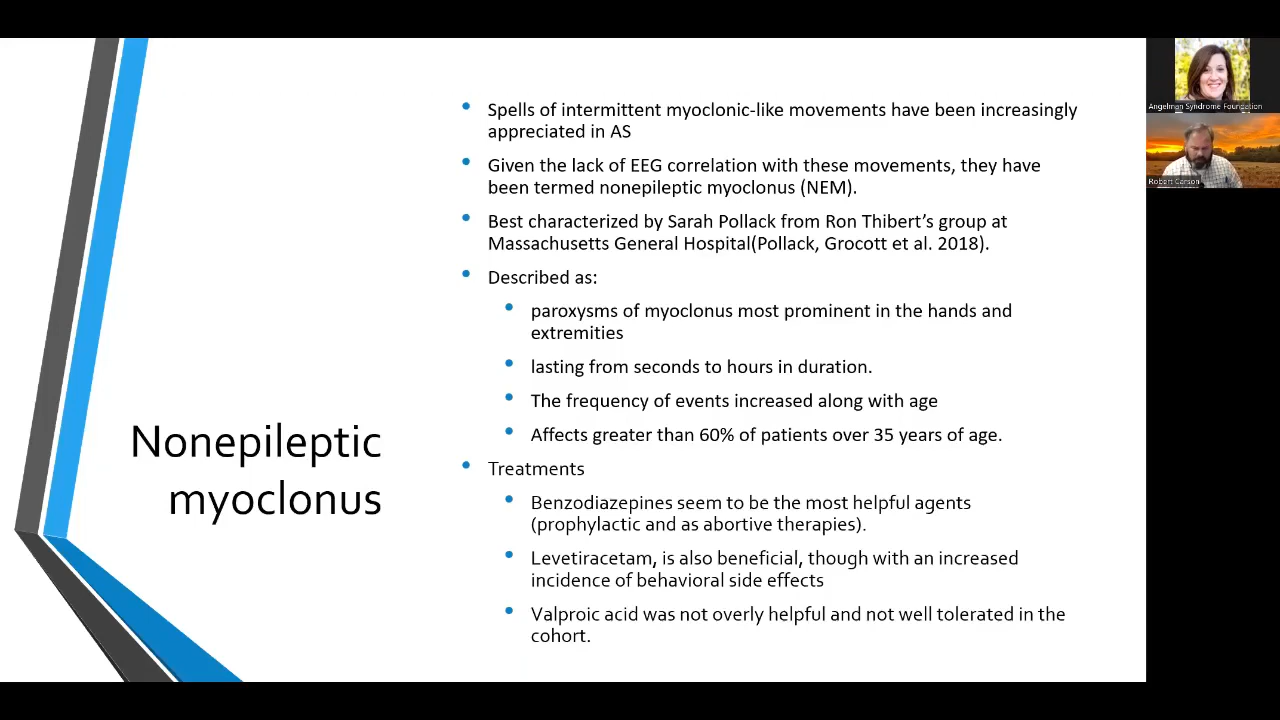 Nonepileptic
myoclonus
Spells of intermittent myoclonic-like movements have been increasingly
appreciated in AS
Given the lack of EEG correlation with these movements, they have
been termed nonepileptic myoclonus (NEM).
Best characterized by Sarah Pollack from Ron Thibert’s group at
Massachusetts General Hospital(Pollack, Grocott et al. 2018).
Described as:
paroxysms of myoclonus most prominent in the hands and
extremities
lasting from seconds to hours in duration.
The frequency of events increased along with age
Affects greater than 60% of patients over 35 years of age.
Treatments
Benzodiazepines seem to be the most helpful agents
(prophylactic and as abortive therapies).
Levetiracetam, is also beneficial, though with an increased
incidence of behavioral side effects
Valproic acid was not overly helpful and not well tolerated in the
cohort.
Angelman Syndrome Foundation
Robert Carson